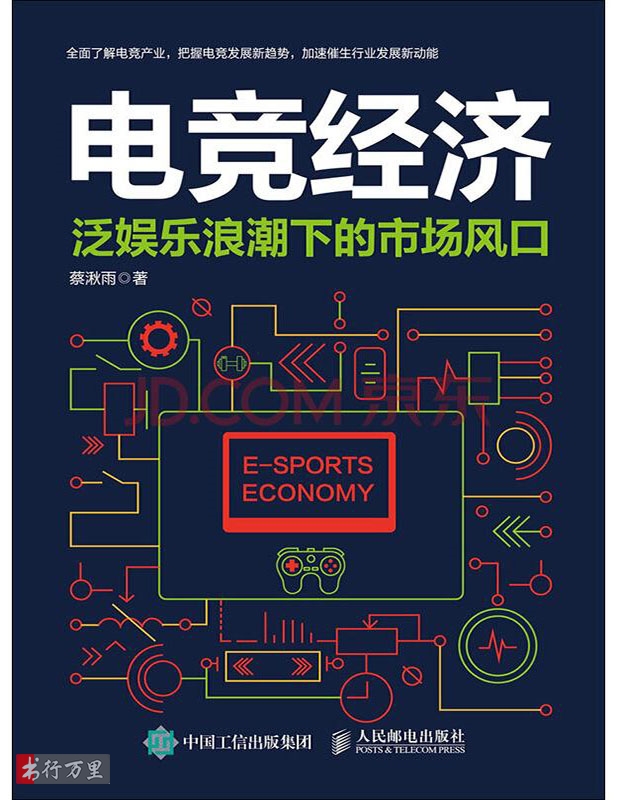 全面了解电竞产业，把握电竞发展新趋势，加速催生行业发展新动能
电竞经济
泛娱乐浪潮下的市场风口
蔡湫雨◎著
JD.COM 京东
E-SPORTS
ECONOMY
中国工信出版集团
人民邮电出版社
POSTS & TELECOM PRESS
书行万里